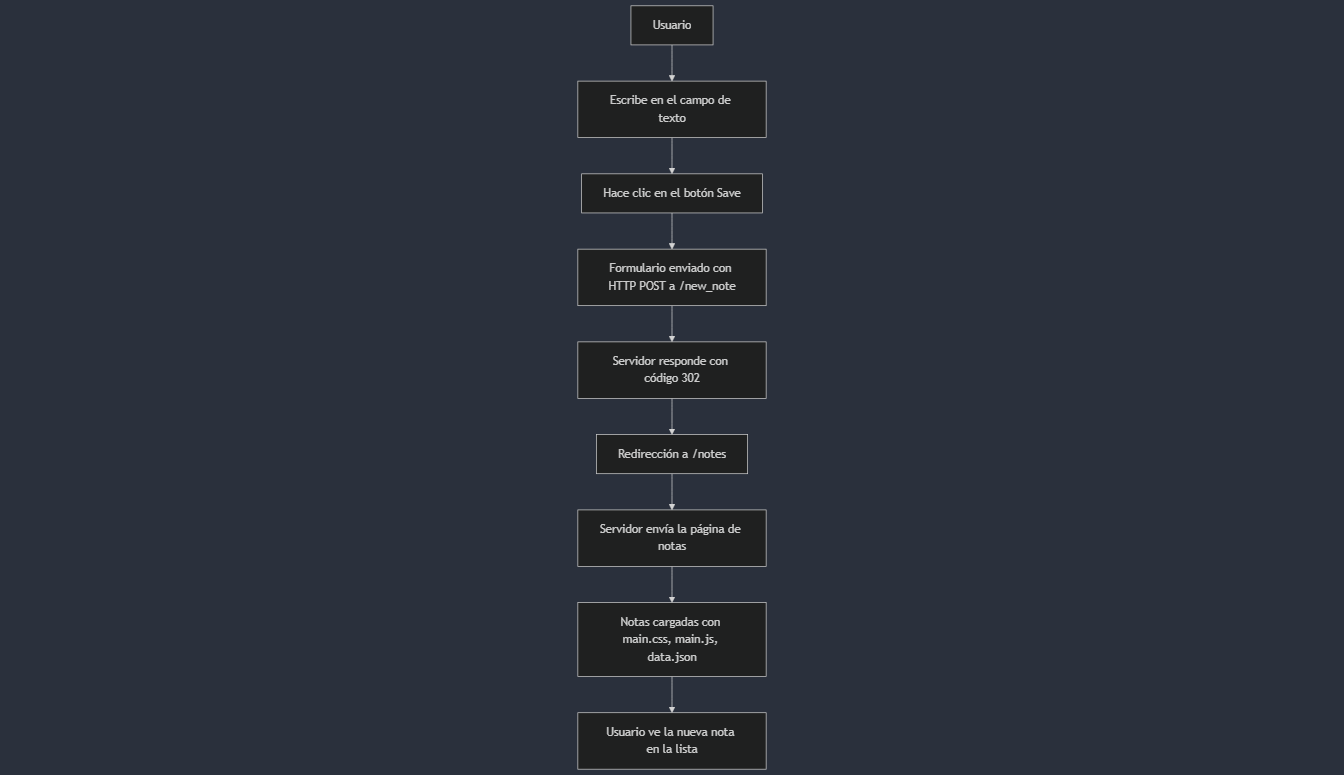 Usuario
Escribe en el campo de
texto
Hace clic en el botón Save
Formulario enviado con
HTTP POST a /new_note
Servidor responde con
código 302
Redirección a /notes
Servidor envía la página de
notas
Notas cargadas con
main.css, main.js,
data.json
Usuario ve la nueva nota
en la lista